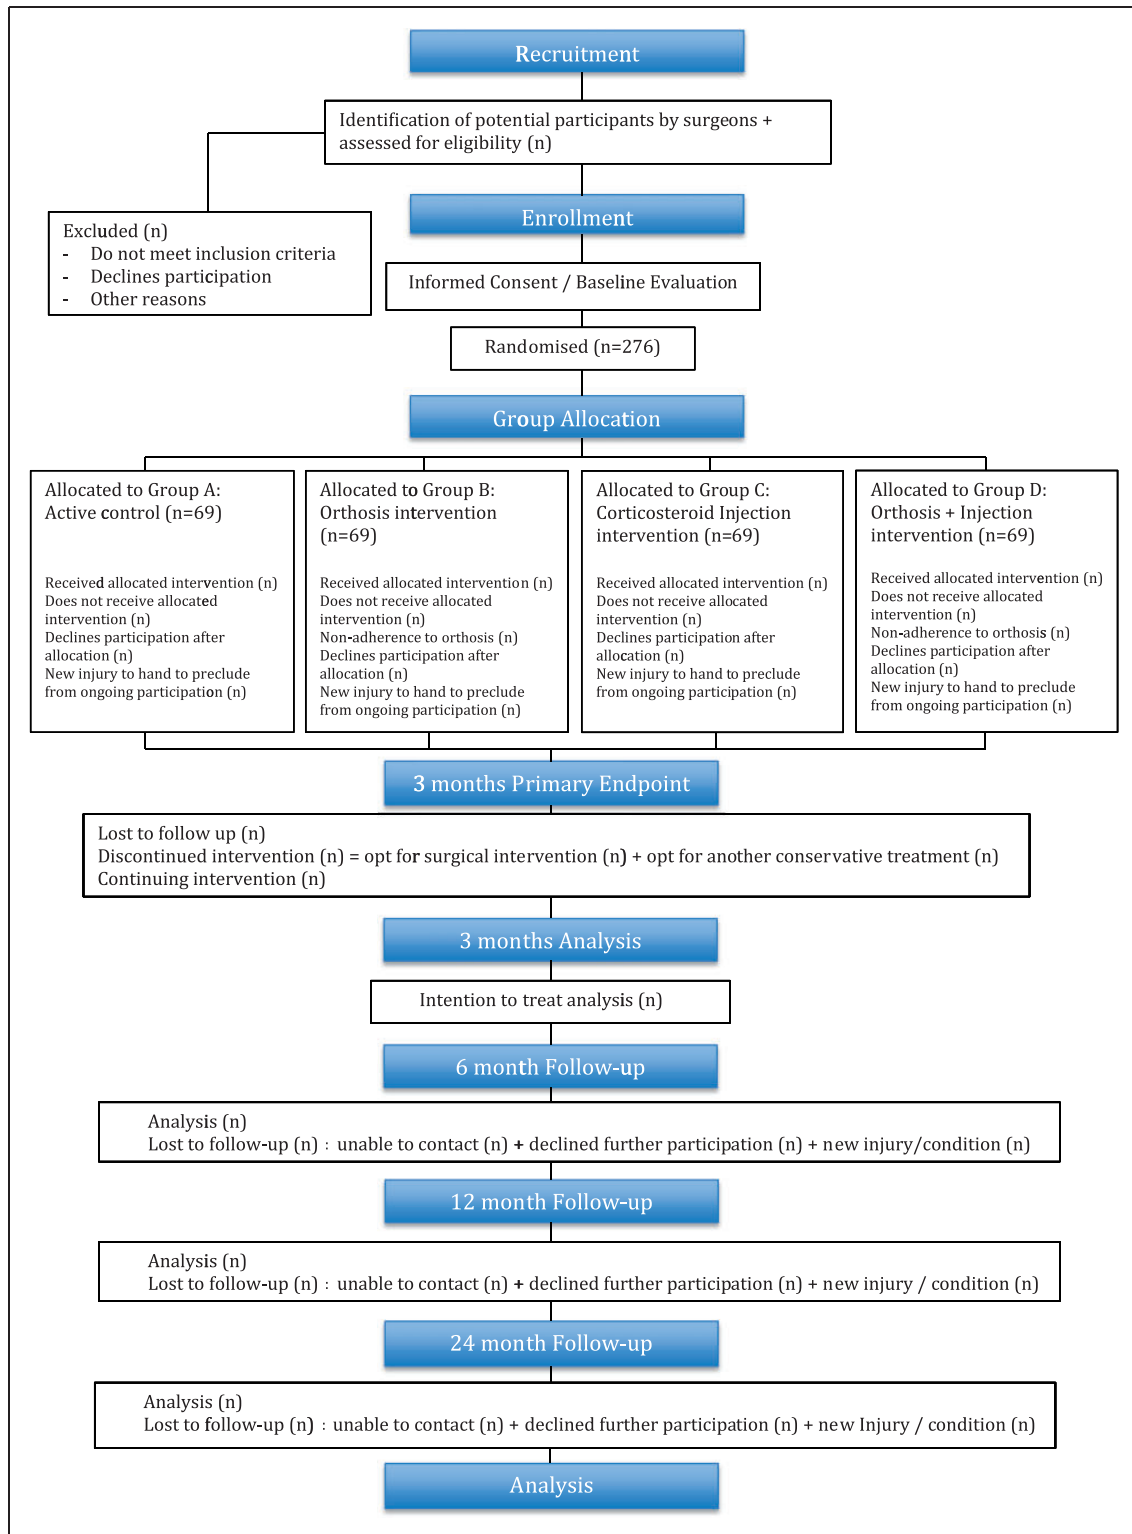 Recruitment
Identification of potential participants by surgeons +
assessed for eligibility (n)
Enrollment
Excluded (n)
- Do not meet inclusion criteria
- Declines participation
- Other reasons
Informed Consent / Baseline Evaluation
Randomised (n=276)
Group Allocation
Allocated to Group A:
Active control (n=69)
Received allocated intervention (n)
Does not receive allocated
intervention (n)
Declines participation after
allocation (n)
New injury to hand to preclude
from ongoing participation (n)
Allocated to Group B:
Orthosis intervention
(n=69)
Received allocated intervention (n)
Does not receive allocated
intervention (n)
Non-adherence to orthosis (n)
Declines participation after
allocation (n)
New injury to hand to preclude
from ongoing participation (n)
Allocated to Group C:
Corticosteroid Injection
intervention (n=69)
Received allocated intervention (n)
Does not receive allocated
intervention (n)
Declines participation after
allocation (n)
New injury to hand to preclude
from ongoing participation (n)
Allocated to Group D:
Orthosis + Injection
intervention (n=69)
Received allocated intervention (n)
Does not receive allocated
intervention (n)
Non-adherence to orthosis (n)
Declines participation after
allocation (n)
New injury to hand to preclude
from ongoing participation (n)
3 months Primary Endpoint
Lost to follow up (n)
Discontinued intervention (n) = opt for surgical intervention (n) + opt for another conservative treatment (n)
Continuing intervention (n)
3 months Analysis
Intention to treat analysis (n)
6 month Follow-up
Analysis (n)
Lost to follow-up (n) : unable to contact (n) + declined further participation (n) + new injury/condition (n)
12 month Follow-up
Analysis (n)
Lost to follow-up (n) : unable to contact (n) + declined further participation (n) + new injury / condition (n)
24 month Follow-up
Analysis (n)
Lost to follow-up (n) : unable to contact (n) + declined further participation (n) + new Injury / condition (n)
Analysis